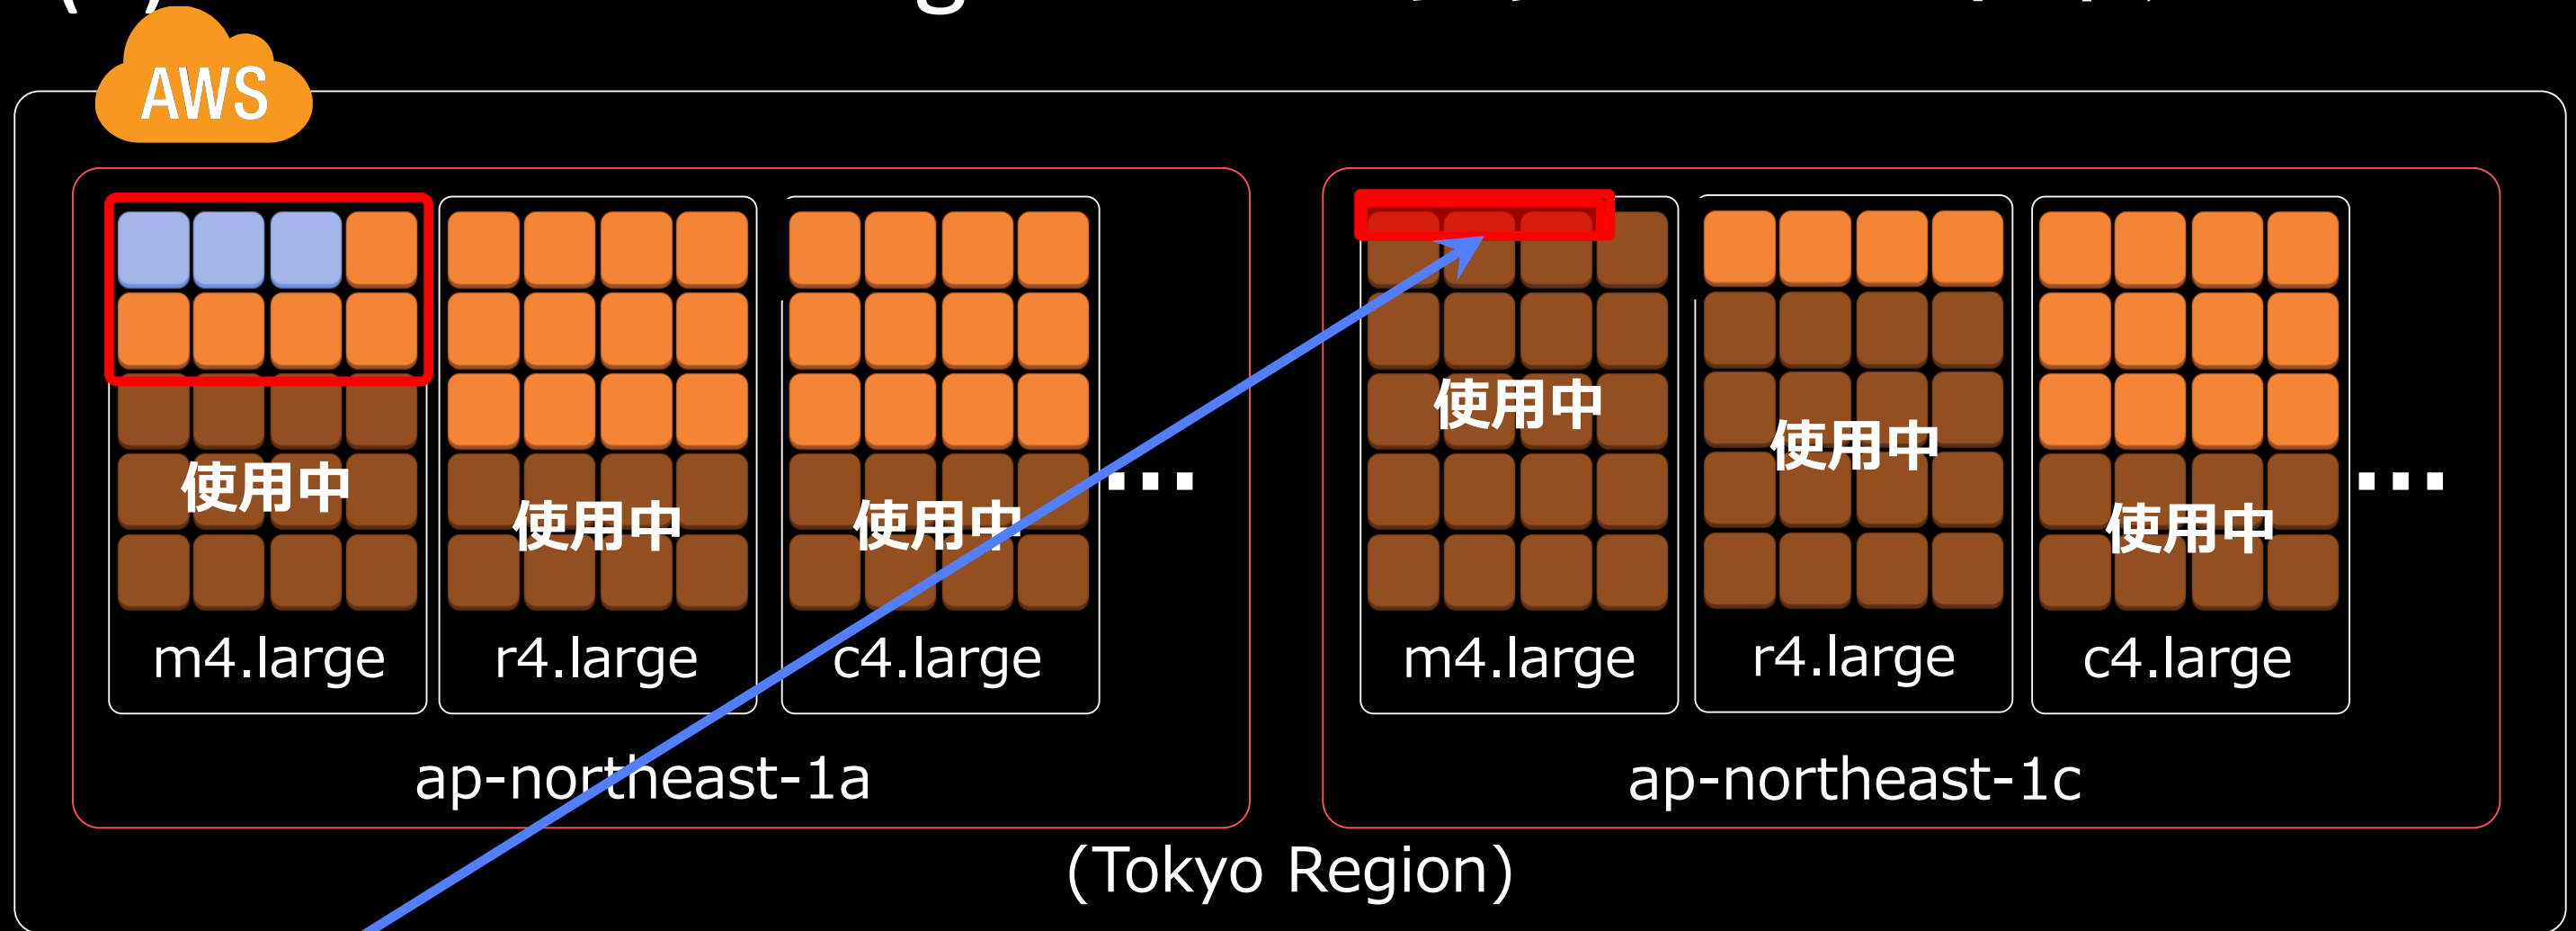 AWS
使用中
使用中
使用中
...
使用中
使用中
使用中
...
m4.large
r4.large
c4.large
m4.large
r4.large
c4.large
ap-northeast-1a
ap-northeast-1c
(Tokyo Region)